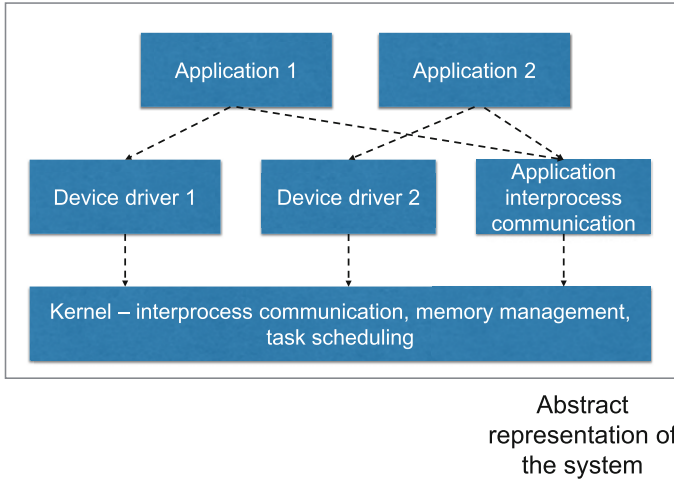 Application 1
Application 2
Device driver 1
Device driver 2
Application
interprocess
communication
Kernel – interprocess communication, memory management,
task scheduling
Abstract
representation of
the system